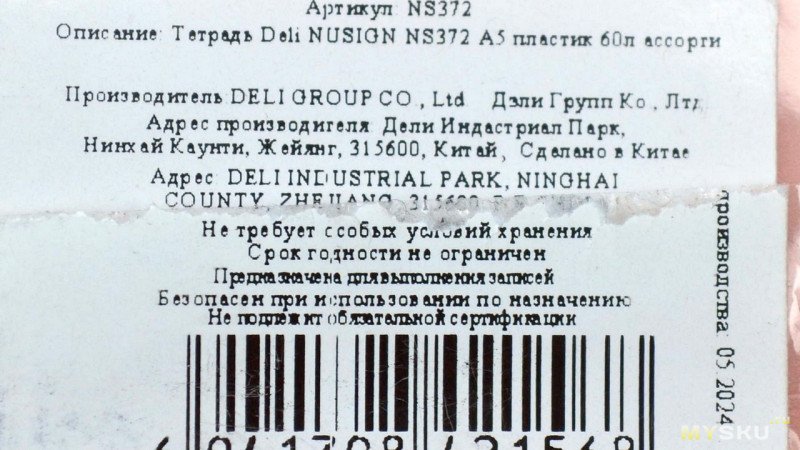 Артикул: NS372
Описание: Тетрадь Deli NUSIGN NS372 A5 пластик 60л ассорти
Производитель DELI GROUP CO., Ltd Дэли Групп Ко., Лтд
Адрес производителя: Дели Индастриал Парк,
Нинхай Каунти, Жейянг, 315600, Китай, Сделано в Китае
Адрес: DELI INDUSTRIAL PARK, NINGHAI
COUNTY, ZHEJIANG, 315600
Не требует особых условий хранения
Срок годности не ограничен
Предназначена для выполнения записей
Безопасен при использовании по назначению
Не подлежит обязательной сертификации
производства 05.2024
MYSKU